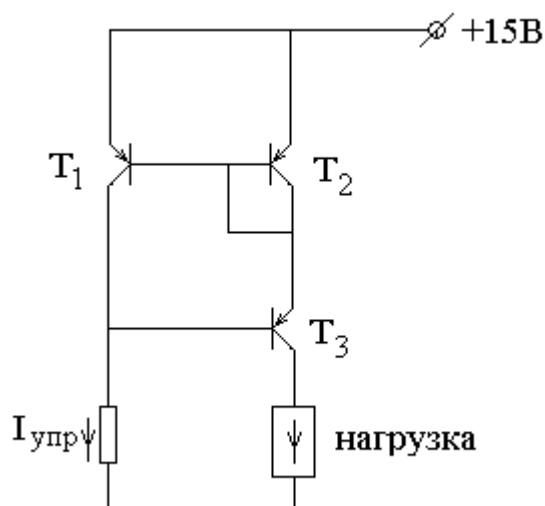 +15В
T1
T2
T3
Iупр
нагрузка